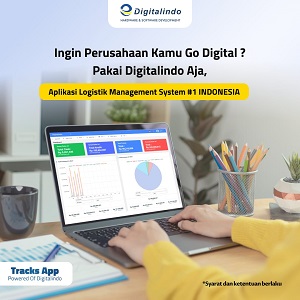 Digitalindo
HARDWARE & SOFTWARE DEVELOPMENT
Ingin Perusahaan Kamu Go Digital ?
Pakai Digitalindo Aja,
Aplikasi Logistik Management System #1 INDONESIA
Tracks App
Powered Of Digitalindo
*Syarat dan ketentuan berlaku